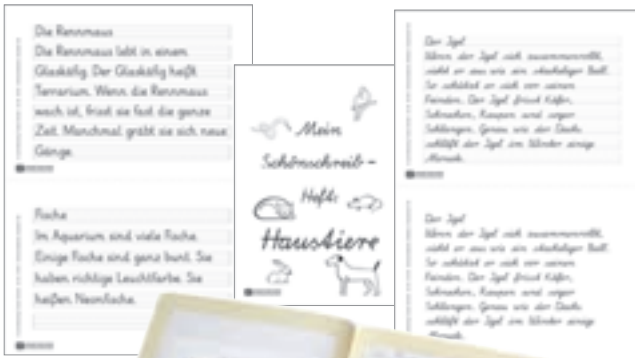 Die Rennmaus
Die Rennmaus lebt in einem
Glaskäfig. Der Glaskäfig heißt
Terrarium. Wenn die Rennmaus
wach ist, frisst sie fast die ganze
Zeit. Manchmal gräbt sie sich neue
Gänge.
Fische
Im Aquarium sind viele Fische.
Einige Fische sind ganz bunt. Sie
haben richtige Leuchtfarbe. Sie
heißen Neonfische.
Mein
Schönschreib-
Heft:
Haustiere
Der Igel
Wenn der Igel sich zusammenrollt,
sieht er aus wie ein stacheliger Ball.
So schützt er sich vor seinen
Feinden. Der Igel frisst Käfer,
Schnecken, Raupen und sogar
Schlangen. Genau wie der Dachs
schläft der Igel im Winter einige
Monate.
Der Igel
Wenn der Igel sich zusammenrollt,
sieht er aus wie ein stacheliger Ball.
So schützt er sich vor seinen
Feinden. Der Igel frisst Käfer,
Schnecken, Raupen und sogar
Schlangen. Genau wie der Dachs
schläft der Igel im Winter einige
Monate.